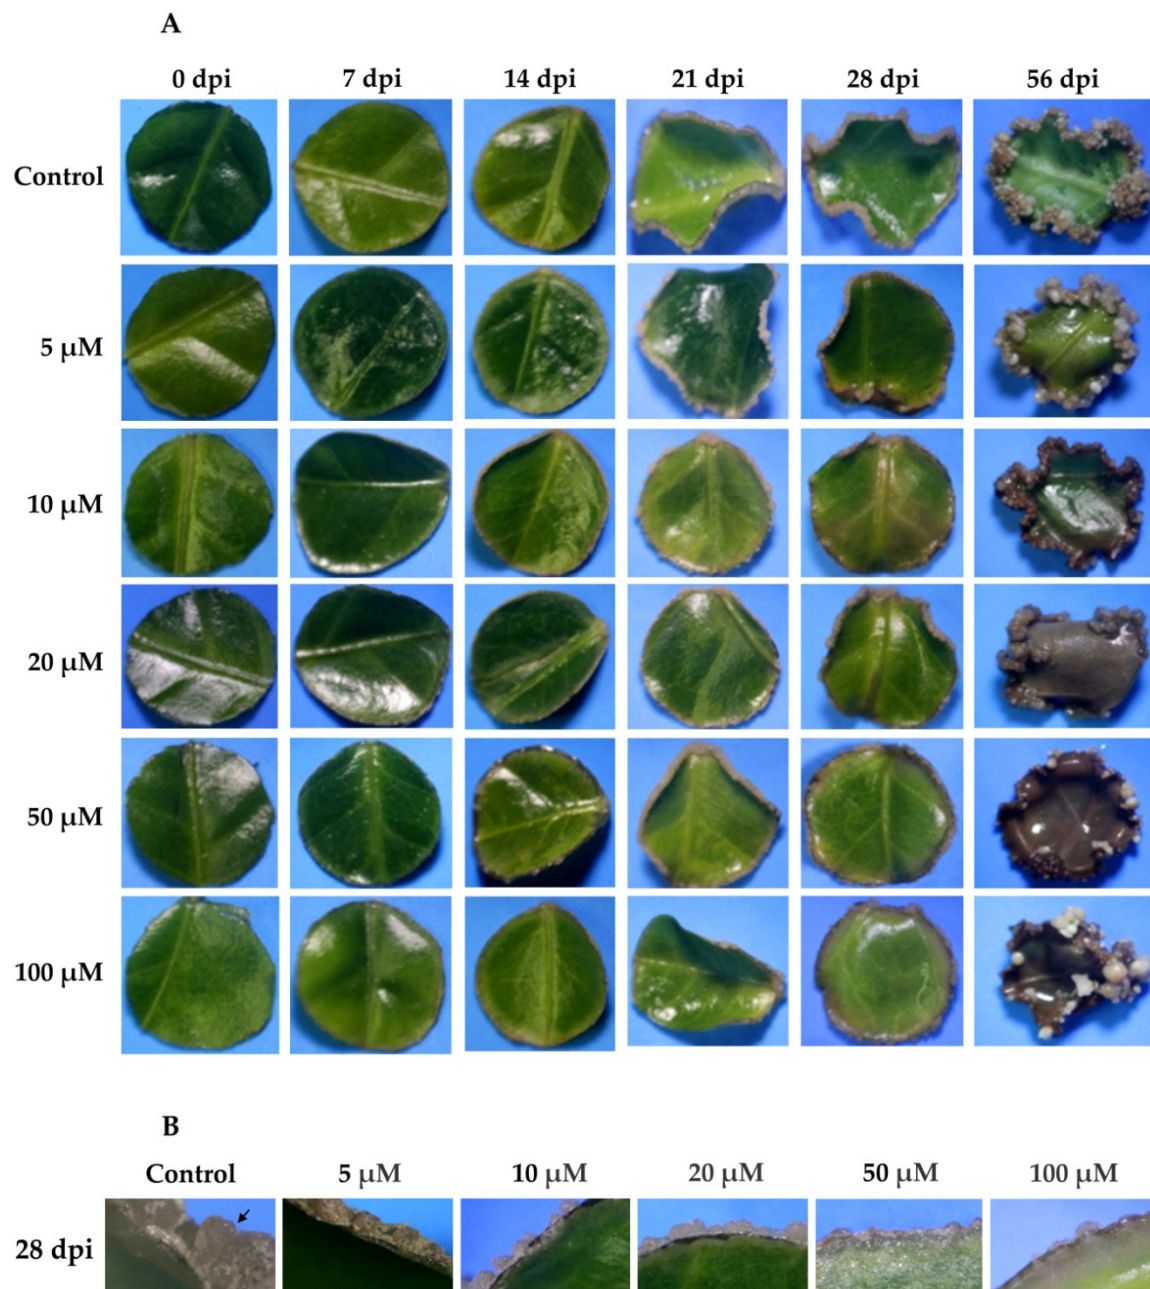 A
0 dpi 7 dpi 14 dpi 21 dpi 28 dpi 56 dpi
Control
5 μM
10 μM
20 μM
50 μM
100 μM
B
Control 5 μM 10 μM 20 μM 50 μM 100 μM
28 dpi